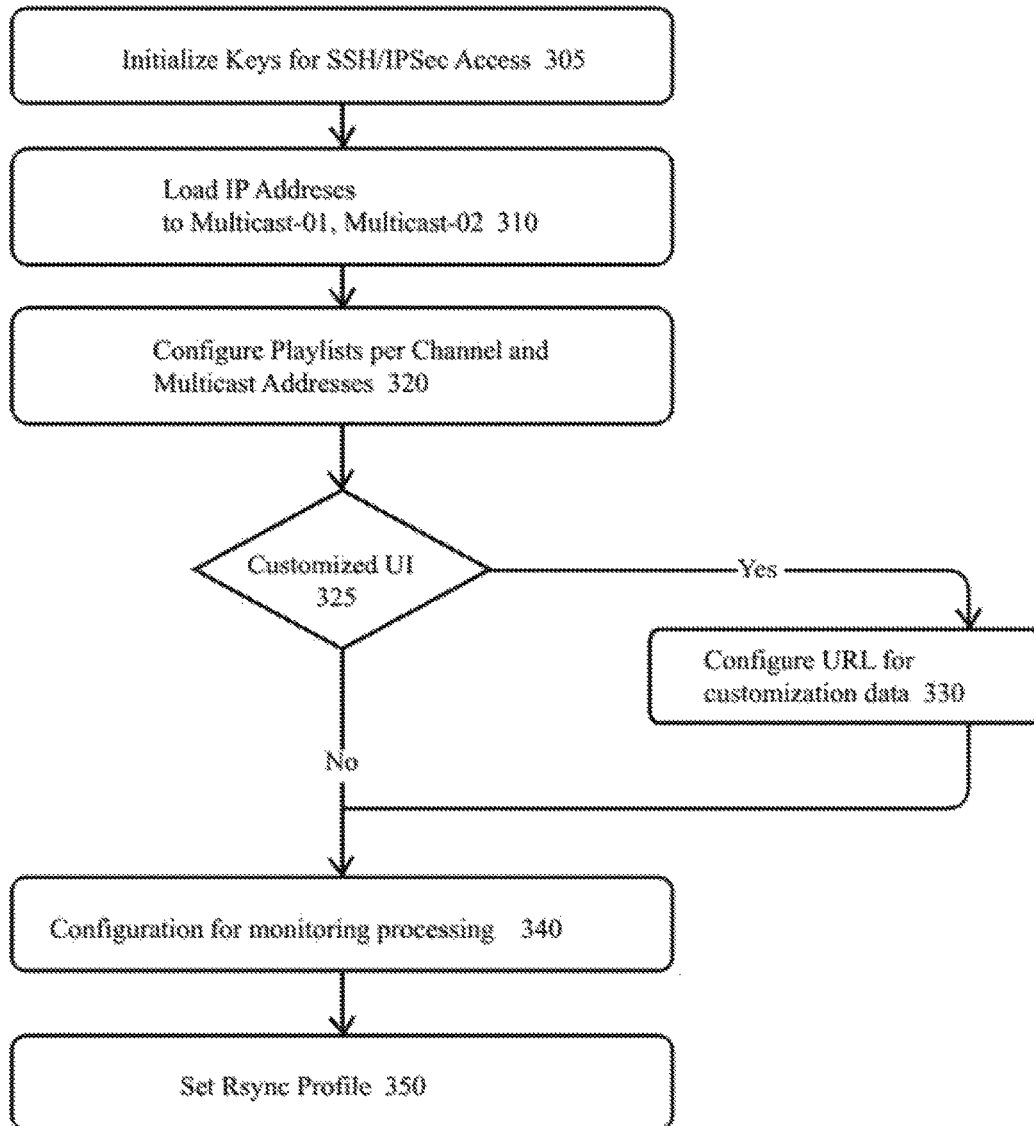 Initialize Keys for SSH/IPSec Access 305
Load IP Addreses
to Multicast-01, Multicast-02 310
Configure Playlists per Channel and
Multicast Addresses 320
Customized UI
325
Yes
Configure URL for
customization data 330
No
Configuration for monitoring processing 340
Set Rsync Profile 350